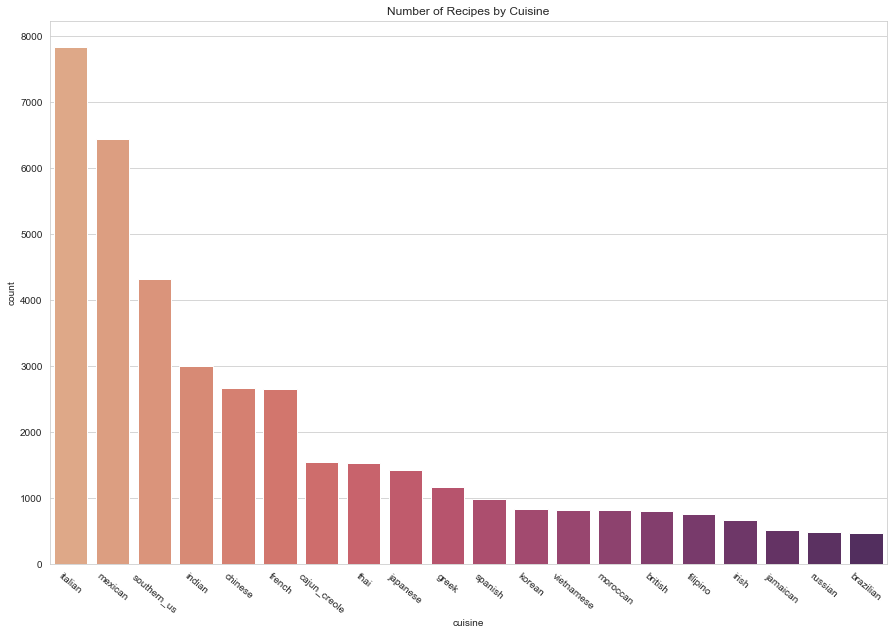 Number of Recipes by Cuisine
8000
7000
6000
5000
4000
3000
2000
1000
0
count
italian
mexican
southern_us
indian
chinese
french
cajun_creole
thai
japanese
greek
spanish
korean
vietnamese
moroccan
british
filipino
irish
jamaican
russian
brazilian
cuisine